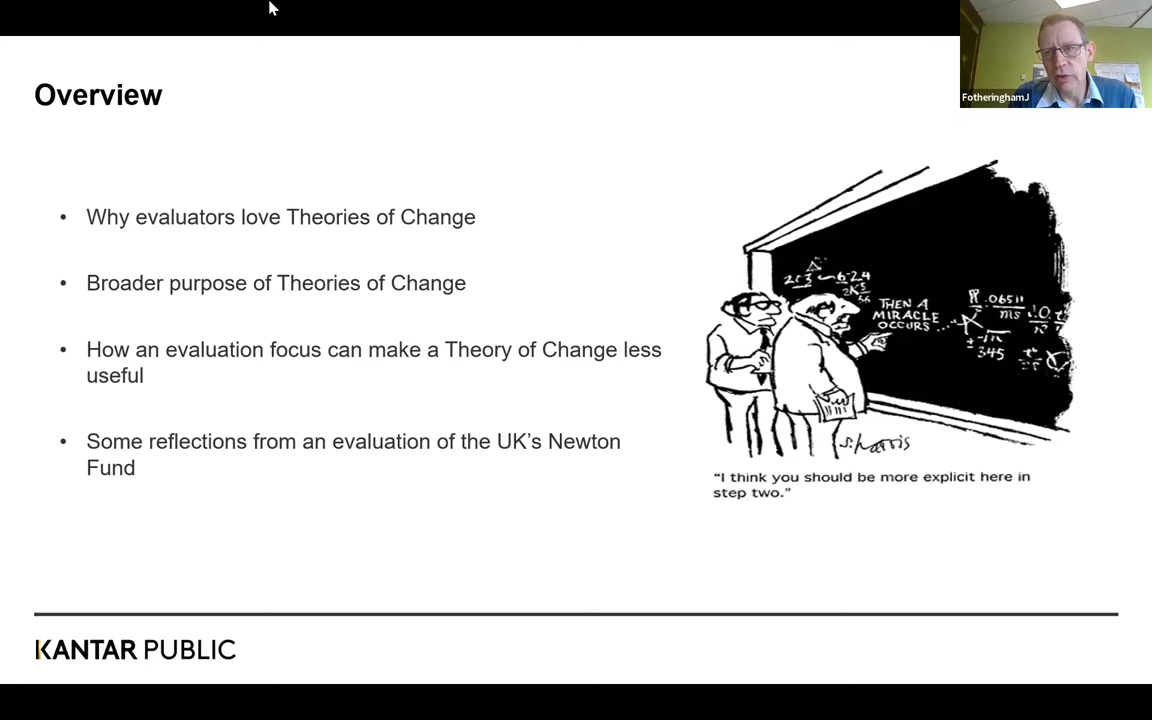 Overview
FotheringhamJ
• Why evaluators love Theories of Change
• Broader purpose of Theories of Change
• How an evaluation focus can make a Theory of Change less
useful
• Some reflections from an evaluation of the UK's Newton
Fund
THEN A
MIRACLE
OCCURS...
345
S. Harris
"I think you should be more explicit here in
step two."
KANTAR PUBLIC